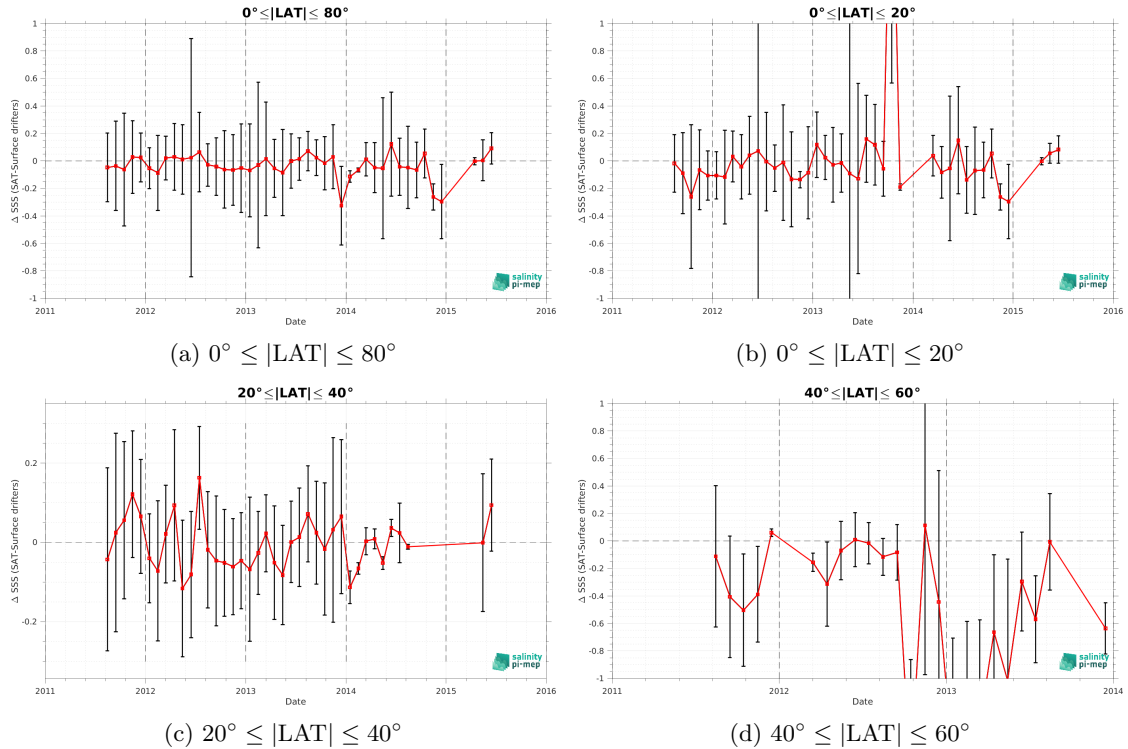 0°≤|LAT|≤ 80°
Δ SSS (SAT-Surface drifters)
1
0.8
0.6
0.4
0.2
0
-0.2
-0.4
-0.6
-0.8
-1
2011 2012 2013 2014 2015 2016
Date
salinity
pi-mep
(a) 0° ≤ |LAT| ≤ 80°
0°≤|LAT|≤ 20°
Δ SSS (SAT-Surface drifters)
1
0.8
0.6
0.4
0.2
0
-0.2
-0.4
-0.6
-0.8
-1
2011 2012 2013 2014 2015 2016
Date
salinity
pi-mep
(b) 0° ≤ |LAT| ≤ 20°
20°≤|LAT|≤ 40°
Δ SSS (SAT-Surface drifters)
0.2
0
-0.2
2011 2012 2013 2014 2015 2016
Date
salinity
pi-mep
(c) 20° ≤ |LAT| ≤ 40°
40°≤|LAT|≤ 60°
Δ SSS (SAT-Surface drifters)
1
0.8
0.6
0.4
0.2
0
-0.2
-0.4
-0.6
-0.8
-1
2011 2012 2013 2014
Date
salinity
pi-mep
(d) 40° ≤ |LAT| ≤ 60°